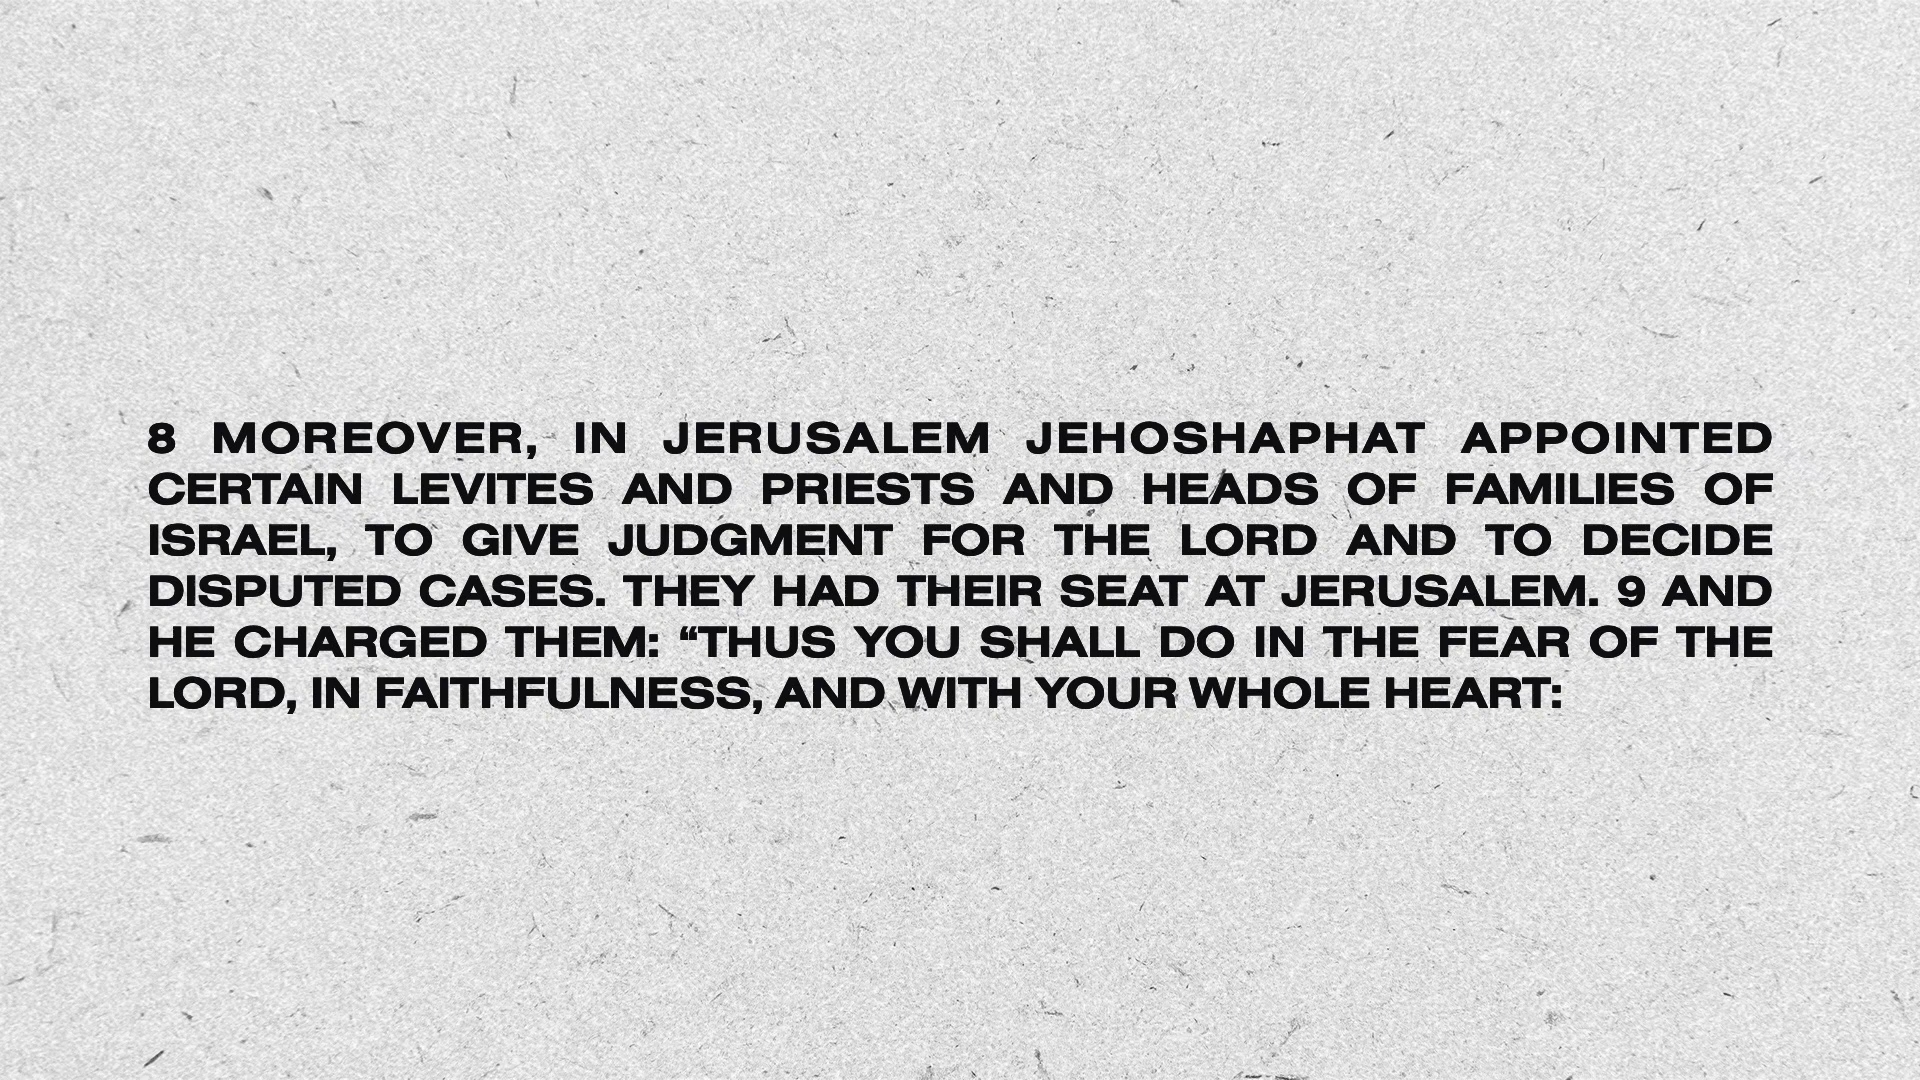 8 MOREOVER, IN JERUSALEM JEHOSHAPHAT APPOINTED
CERTAIN LEVITES AND PRIESTS AND HEADS OF FAMILIES OF
ISRAEL, TO GIVE JUDGMENT FOR THE LORD AND TO DECIDE
DISPUTED CASES. THEY HAD THEIR SEAT AT JERUSALEM. 9 AND
HE CHARGED THEM: “THUS YOU SHALL DO IN THE FEAR OF THE
LORD, IN FAITHFULNESS, AND WITH YOUR WHOLE HEART: